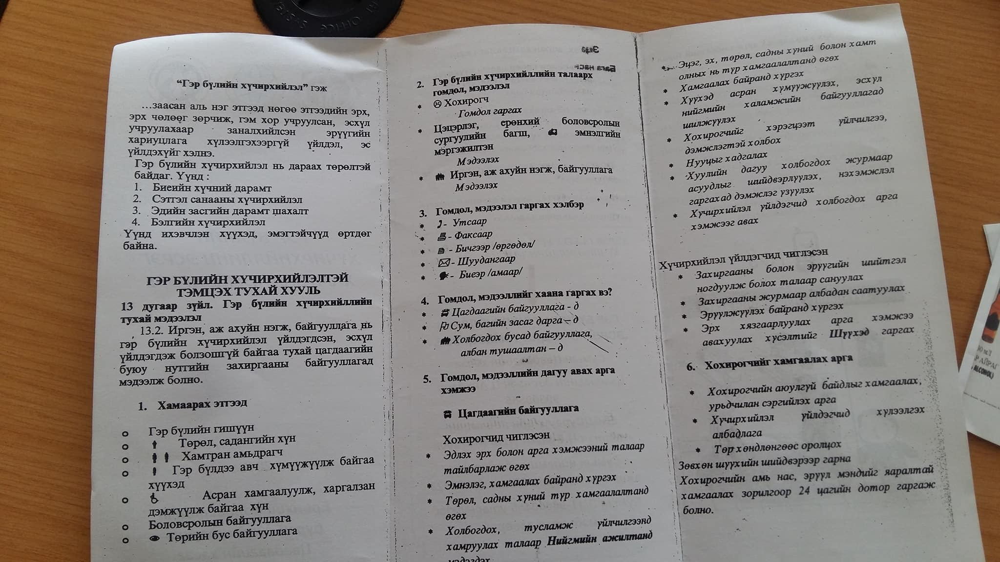 RT OFFICE SYSTE
“Гэр бүлийн хүчирхийлэл” гэж
…заасан аль нэг этгээд нөгөө этгээдийн эрх,
эрх чөлөөг зөрчиж, гэм хор учруулсан, эсхүл
учруулахаар заналхийлсэн эрүүгийн
хариуцлага хүлээлгэхээргүй үйлдэл, эс
үйлдэхүйг хэлнэ.
Гэр бүлийн хүчирхийлэл нь дараах төрөлтэй
байдаг. Үүнд :
1. Биеийн хүчний дарамт
2. Сэтгэл санааны хүчирхийлэл
3. Эдийн засгийн дарамт шахалт
4. Бэлгийн хүчирхийлэл
Үүнд ихэвчлэн хүүхэд, эмэгтэйчүүд өртдөг
байна.
ГЭР БҮЛИЙН ХҮЧИРХИЙЛЭЛТЭЙ
ТЭМЦЭХ ТУХАЙ ХУУЛЬ
13 дугаар зүйл. Гэр бүлийн хүчирхийллийн
тухай мэдээлэл
13.2. Иргэн, аж ахуйн нэгж, байгууллага нь
гэр бүлийн хүчирхийлэл үйлдэгдсэн, эсхүл
үйлдэгдэж болзошгүй байгаа тухай цагдаагийн
буюу нутгийн захиргааны байгууллагад
мэдээлж болно.
1. Хамаарах этгээд
Гэр бүлийн гишүүн
Төрөл, садангийн хүн
Хамтран амьдрагч
Гэр бүлдээ авч хүмүүжүүлж байгаа
хүүхэд
Асран хамгаалуулж, харгалзан
дэмжүүлж байгаа хүн
Боловсролын байгууллага
Төрийн бус байгууллага
2. Гэр бүлийн хүчирхийллийн талаарх
гомдол, мэдээлэл
* Хохирогч
Гомдол гаргах
* Цэцэрлэг, ерөнхий боловсролын
сургуулийн багш, эмнэлгийн
мэргэжилтэн
Мэдээлэх
* Иргэн, аж ахуйн нэгж, байгууллага
Мэдээлэх
3. Гомдол, мэдээлэл гаргах хэлбэр
* - Утсаар
* - Факсаар
* - Бичгээр /өргөдөл/
* - Шуудангаар
* - Биеэр /амаар/
4. Гомдол, мэдээллийг хаана гаргах вэ?
* Цагдаагийн байгууллага - д
* Сум, багийн засаг дарга – д
* Холбогдох бусад байгууллага,
албан тушаалтан – д
5. Гомдол, мэдээллийн дагуу авах арга
хэмжээ
Цагдаагийн байгууллага
Хохирогчид чиглэсэн
* Эдлэх эрх болон арга хэмжээний талаар
тайлбарлаж өгөх
* Эмнэлэг, хамгаалах байранд хүргэх
* Төрөл, садны хүний түр хамгаалалтанд
өгөх
* Холбогдох, тусламж үйлчилгээнд
хамруулах талаар Нийгмийн ажилтанд
мэдэгдэх
* Эцэг, эх, төрөл, садны хүний болон хамт
олных нь түр хамгаалалтанд өгөх
* Хамгаалах байранд хүргэх
* Хүүхэд асран хүмүүжүүлэх, эсхүл
нийгмийн халамжийн байгууллагад
шилжүүлэх
* Хохирогчийг хэрэгцээт үйлчилгээ,
дэмжлэгтэй холбох
* Нууцыг хадгалах
* Хуулийн дагуу холбогдох журмаар
асуудлыг шийдвэрлүүлэх, нэхэмжлэл
гаргахад дэмжлэг үзүүлэх
* Хүчирхийлэл үйлдэгчид холбогдох арга
хэмжээг авах
Хүчирхийлэл үйлдэгчид чиглэсэн
* Захиргааны болон эрүүгийн шийтгэл
ногдуулж болох талаар сануулах
* Захиргааны журмаар албадан саатуулах
* Эрүүлжүүлэх байранд хүргэх
* Эрх хязгаарлуулах арга хэмжээ
авахуулах хүсэлтийг Шүүхэд гаргах
6. Хохирогчийг хамгаалах арга
* Хохирогчийн аюулгүй байдлыг хамгаалах,
урьдчилан сэргийлэх арга
* Хүчирхийлэл үйлдэгчид хүлээлгэх
албадлага
* Төр хөндлөнгөөс оролцох
Зөвхөн шүүхийн шийдвэрээр гарна
Хохирогчийн амь нас, эрүүл мэндийг яаралтай
хамгаалах зорилгоор 24 цагийн дотор гаргаж
болно.
АЙРАГ
ALCOHOL)